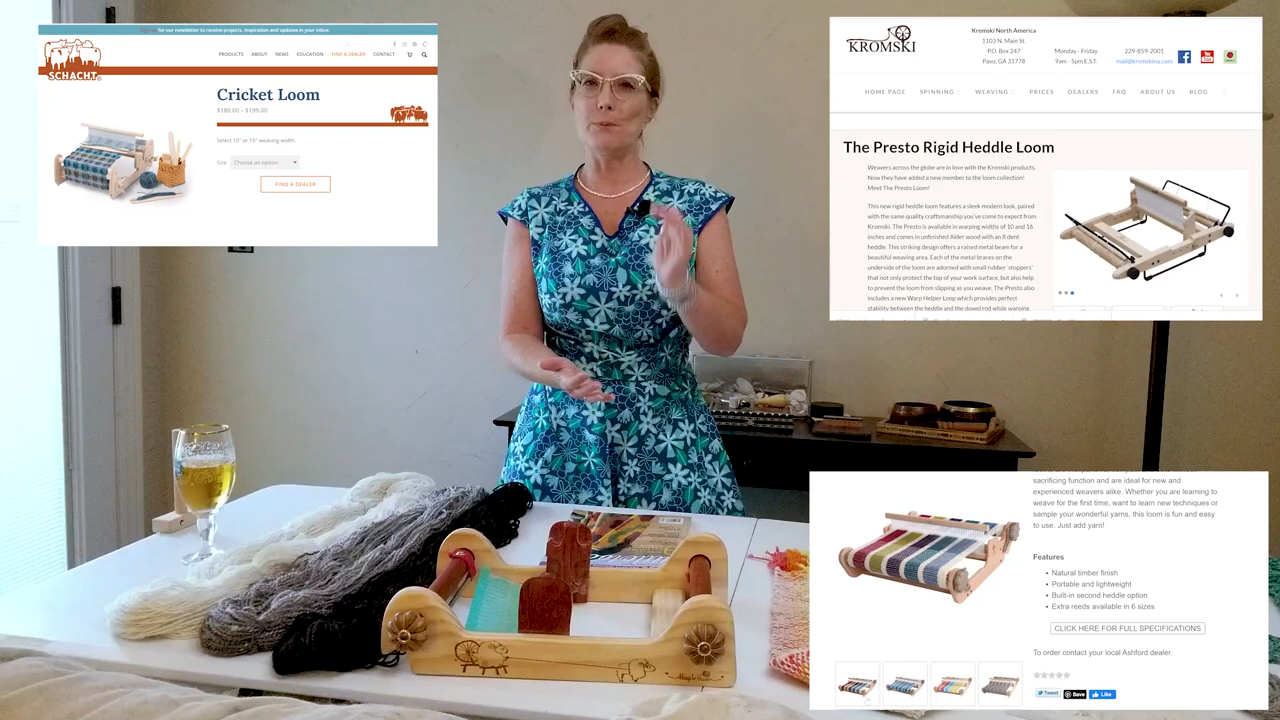 Sign up for our newsletter to receive projects, inspiration and updates in your inbox.
SCHACHT
PRODUCTS ABOUT NEWS EDUCATION FIND A DEALER CONTACT
Cricket Loom
$180.00 – $199.00
Select 10" or 15" weaving width.
Size Choose an option
FIND A DEALER
KROMSKI
Kromski North America
1103 N. Main St.
P.O. Box 247
Pavo, GA 31778
Monday - Friday
9am - 5pm E.S.T.
229-859-2001
mail@kromskina.com
HOME PAGE SPINNING WEAVING PRICES DEALERS FAQ ABOUT US BLOG
The Presto Rigid Heddle Loom
Weavers across the globe are in love with the Kromski products.
Now they have added a new member to the loom collection!
Meet The Presto Loom!
This new rigid heddle loom features a sleek modern look, paired
with the same quality craftsmanship you've come to expect from
Kromski. The Presto is available in warping widths of 10 and 16
inches and comes in unfinished Alder wood with an 8 dent
heddle. This striking design offers a raised metal beam for a
beautiful weaving area. Each of the metal braces on the
underside of the loom are adorned with small rubber 'stoppers'
that not only protect the top of your work surface, but also help
to prevent the loom from slipping as you weave. The Presto also
includes a new Warp Helper Loop which provides perfect
stability between the heddle and the dowel rod while warping
sacrificing function and are ideal for new and
experienced weavers alike. Whether you are learning to
weave for the first time, want to learn new techniques or
sample your wonderful yarns, this loom is fun and easy
to use. Just add yarn!
Features
• Natural timber finish
• Portable and lightweight
• Built-in second heddle option
• Extra reeds available in 6 sizes
CLICK HERE FOR FULL SPECIFICATIONS
To order contact your local Ashford dealer.
Tweet Save Like